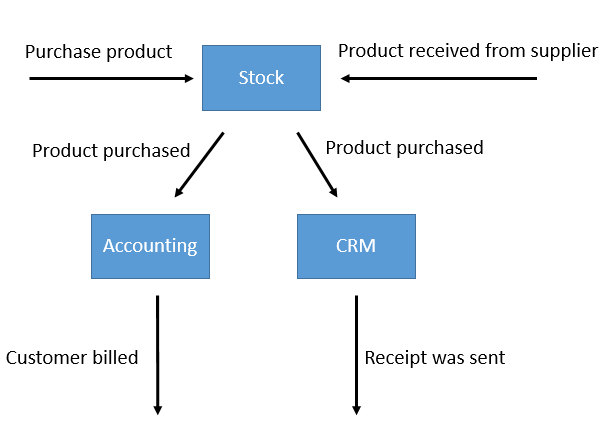 Purchase product
Stock
Product received from supplier
Product purchased
Product purchased
Accounting
CRM
Customer billed
Receipt was sent